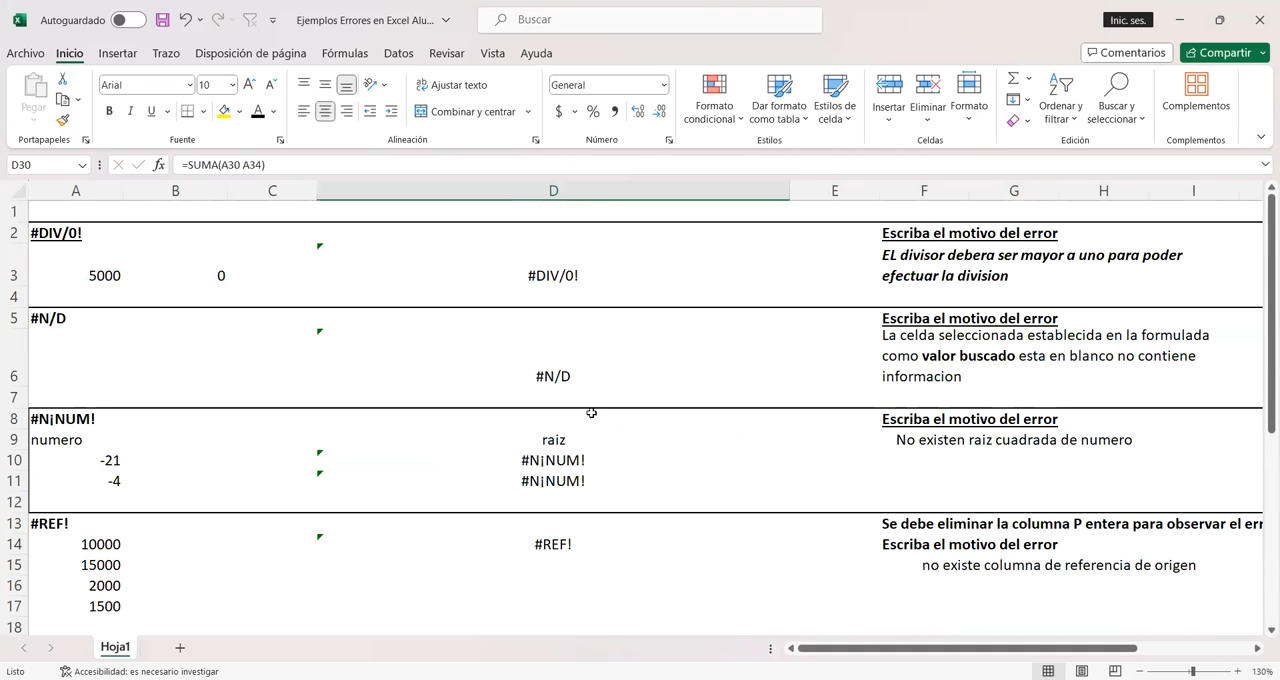 Autoguardado
Ejemplos Errores en Excel Alu...
Buscar
Inic. ses.
Archivo Inicio Insertar Trazo Disposición de página Fórmulas Datos Revisar Vista Ayuda
Comentarios
Compartir
Pegar
Portapapeles
Arial 10
N K S
Fuente
Ajustar texto
Combinar y centrar
Alineación
General
$ % 
Número
Formato condicional
Dar formato como tabla
Estilos de celda
Estilos
Insertar
Eliminar
Formato
Celdas
Ordenar y filtrar
Buscar y seleccionar
Edición
Complementos
Complementos
D30
fx =SUMA(A30 A34)
A B C D E F G H I
1
2 #DIV/0! Escriba el motivo del error
EL divisor debera ser mayor a uno para poder
3 5000 0 #DIV/0! efectuar la division
4
5 #N/D Escriba el motivo del error
La celda seleccionada establecida en la formulada
como valor buscado esta en blanco no contiene
6 #N/D informacion
7
8 #N¡NUM! Escriba el motivo del error
9 numero raiz No existen raiz cuadrada de numero
10 -21 #N¡NUM!
11 -4 #N¡NUM!
12
13 #REF! Se debe eliminar la columna P entera para observar el err
14 10000 #REF! Escriba el motivo del error
15 15000 no existe columna de referencia de origen
16 2000
17 1500
18
Hoja1
Listo
Accesibilidad: es necesario investigar
130%